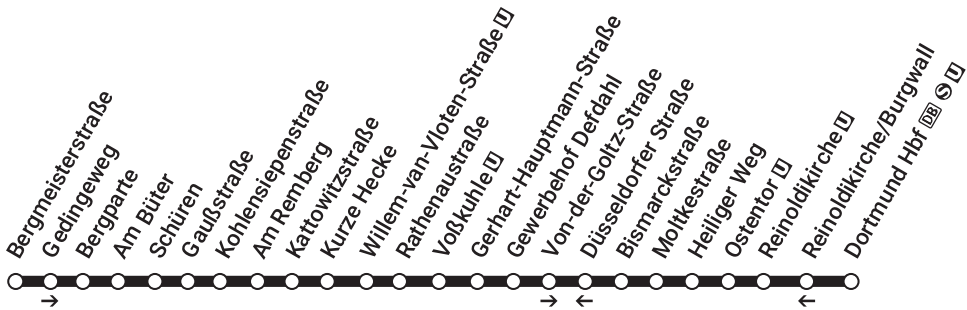 Bergmeisterstraße
Gedingeweg
Bergparte
Am Büter
Schüren
Gaußstraße
Kohlensiepenstraße
Am Remberg
Kattowitzstraße
Kurze Hecke
Willem-van-Vloten-Straße U
Rathenaustraße
Voßkuhle U
Gerhart-Hauptmann-Straße
Gewerbehof Defdahl
Von-der-Goltz-Straße
Düsseldorfer Straße
Bismarckstraße
Moltkestraße
Heiliger Weg
Ostentor U
Reinoldikirche U
Reinoldikirche/Burgwall
Dortmund Hbf DB S U